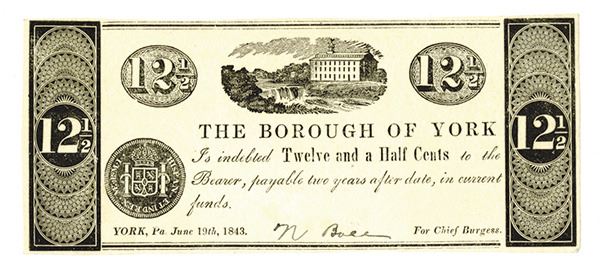 12½ 12½
12½ 12½
THE BOROUGH OF YORK
Is indebted Twelve and a Half Cents to the
Bearer, payable two years after date, in current
funds.
YORK, Pa. June 19th, 1843. For Chief Burgess.